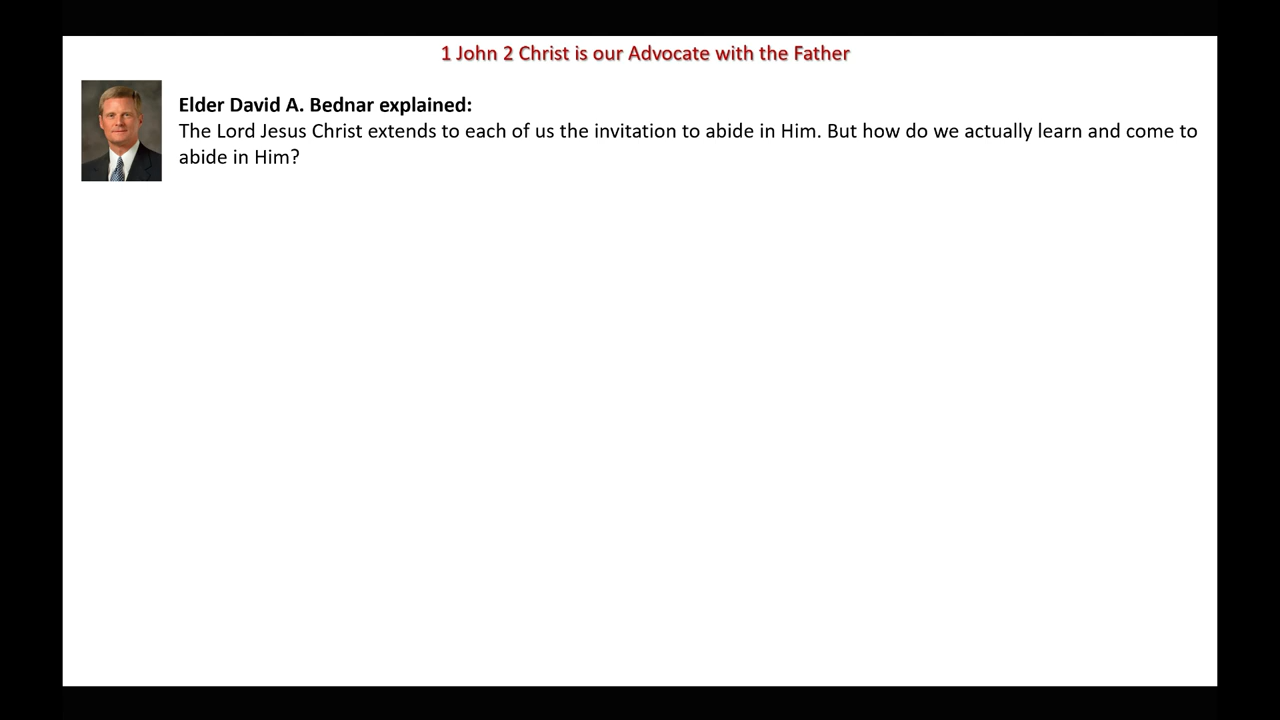 1 John 2 Christ is our Advocate with the Father
Elder David A. Bednar explained:
The Lord Jesus Christ extends to each of us the invitation to abide in Him. But how do we actually learn and come to
abide in Him?